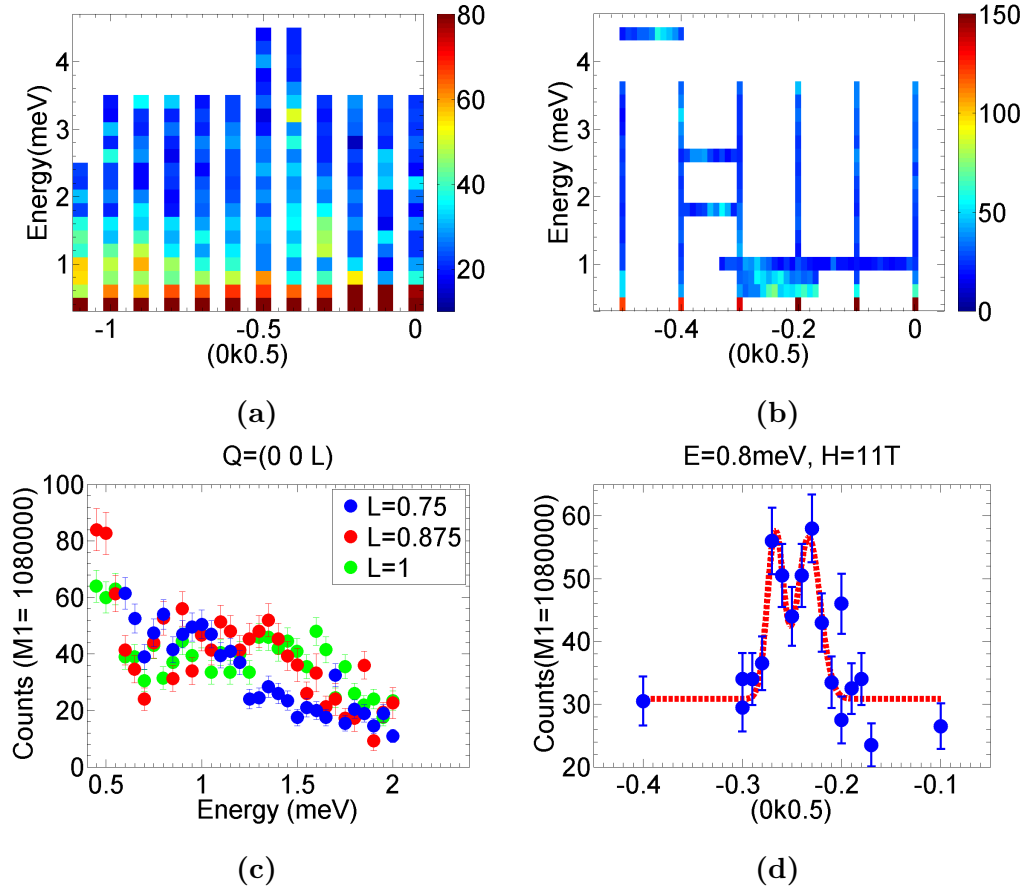 Energy(meV)
4
3
2
1
-1
-0.5
0
(0k0.5)
80
60
40
20
(a)
Energy (meV)
4
3
2
1
-0.4
-0.2
0
(0k0.5)
150
100
50
0
(b)
Q=(0 0 L)
Counts (M1= 1080000)
100
80
60
40
20
0
0.5
1
1.5
2
Energy (meV)
L=0.75
L=0.875
L=1
(c)
E=0.8meV, H=11T
Counts(M1=1080000)
60
50
40
30
20
-0.4
-0.3
-0.2
-0.1
(0k0.5)
(d)